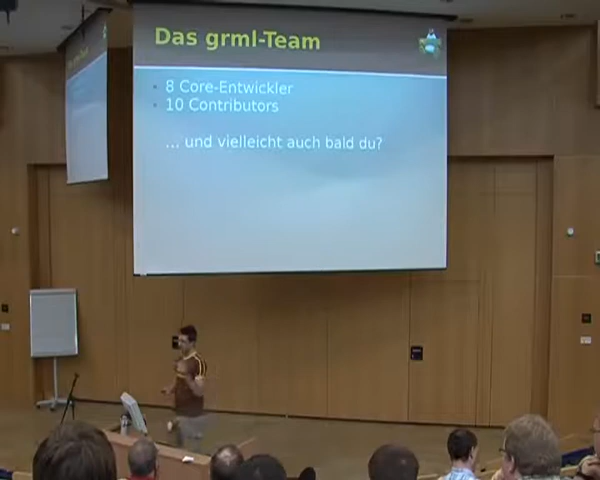 Das grml-Team
8 Core-Entwickler
10 Contributors
... und vielleicht auch bald du?